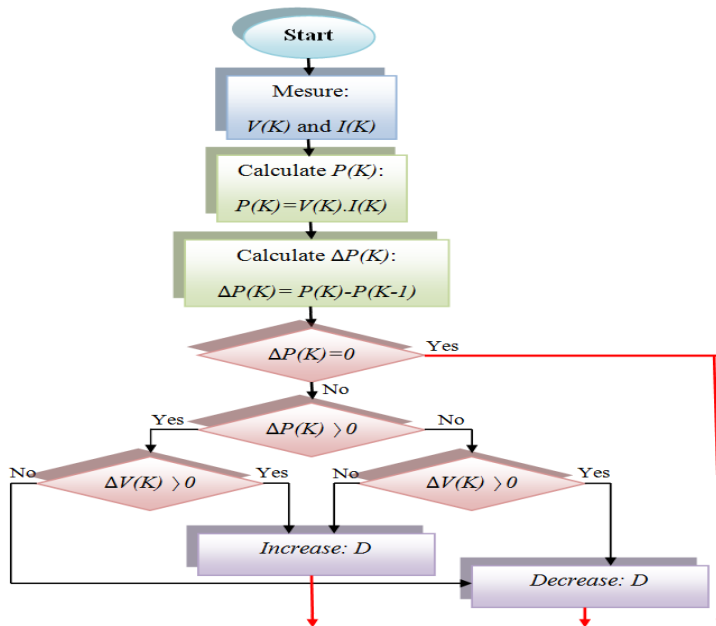 Start
Mesure:
V(K) and I(K)
Calculate P(K):
P(K)=V(K).I(K)
Calculate ΔP(K):
ΔP(K)= P(K)-P(K-1)
ΔP(K)=0
Yes
No
Yes
ΔP(K) 〉0
No
No
ΔV(K) 〉0
Yes
No
ΔV(K) 〉0
Yes
Increase: D
Decrease: D